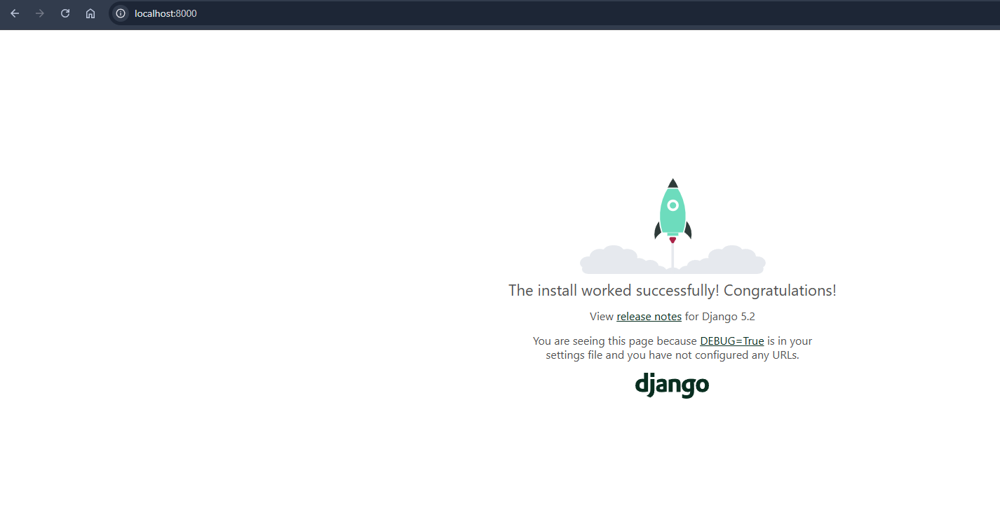 localhost:8000
The install worked successfully! Congratulations!
View release notes for Django 5.2
You are seeing this page because DEBUG=True is in your
settings file and you have not configured any URLs.
django